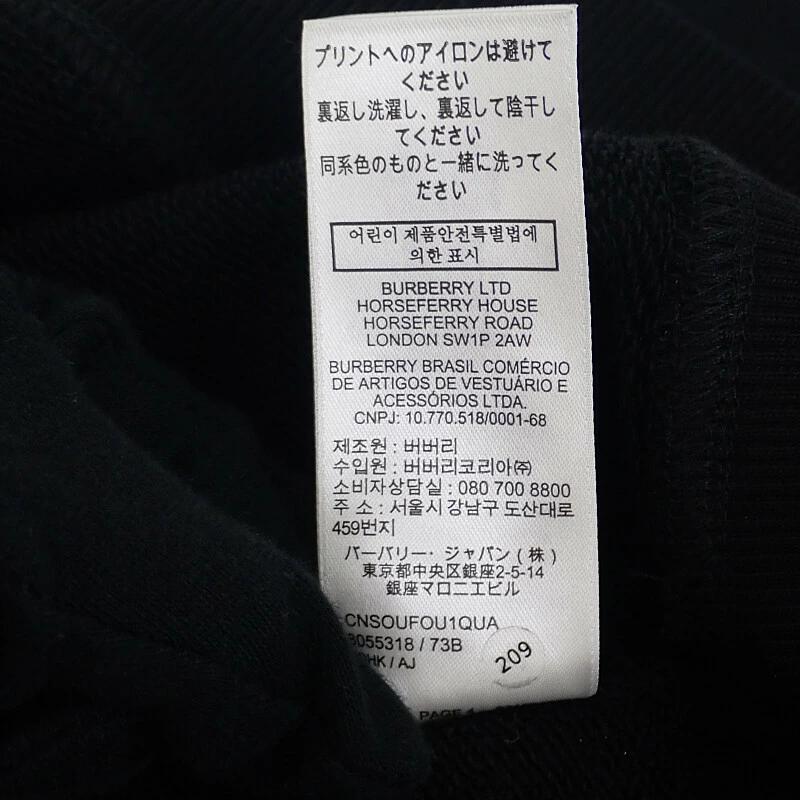 プリントへのアイロンは避けて
ください
裏返し洗濯し、裏返して陰干し
てください
同系色のものと一緒に洗ってく
ださい
어린이 제품안전특별법에
의한 표시
BURBERRY LTD
HORSEFERRY HOUSE
HORSEFERRY ROAD
LONDON SW1P 2AW
BURBERRY BRASIL COMÉRCIO
DE ARTIGOS DE VESTUÁRIO E
ACESSÓRIOS LTDA.
CNPJ: 10.770.518/0001-68
제조원 : 버버리
수입원 : 버버리코리아㈜
소비자상담실 : 080 700 8800
주 소 : 서울시 강남구 도산대로
459번지
バーバリー・ジャパン(株)
東京都中央区銀座2-5-14
銀座マロニエビル
CNSOUFOU1QUA
8055318 / 73B
/ AJ
209
PAGE